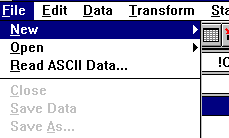 File Edit Data Transform Sta
New
Open
Read ASCII Data...
Close
Save Data
Save As...